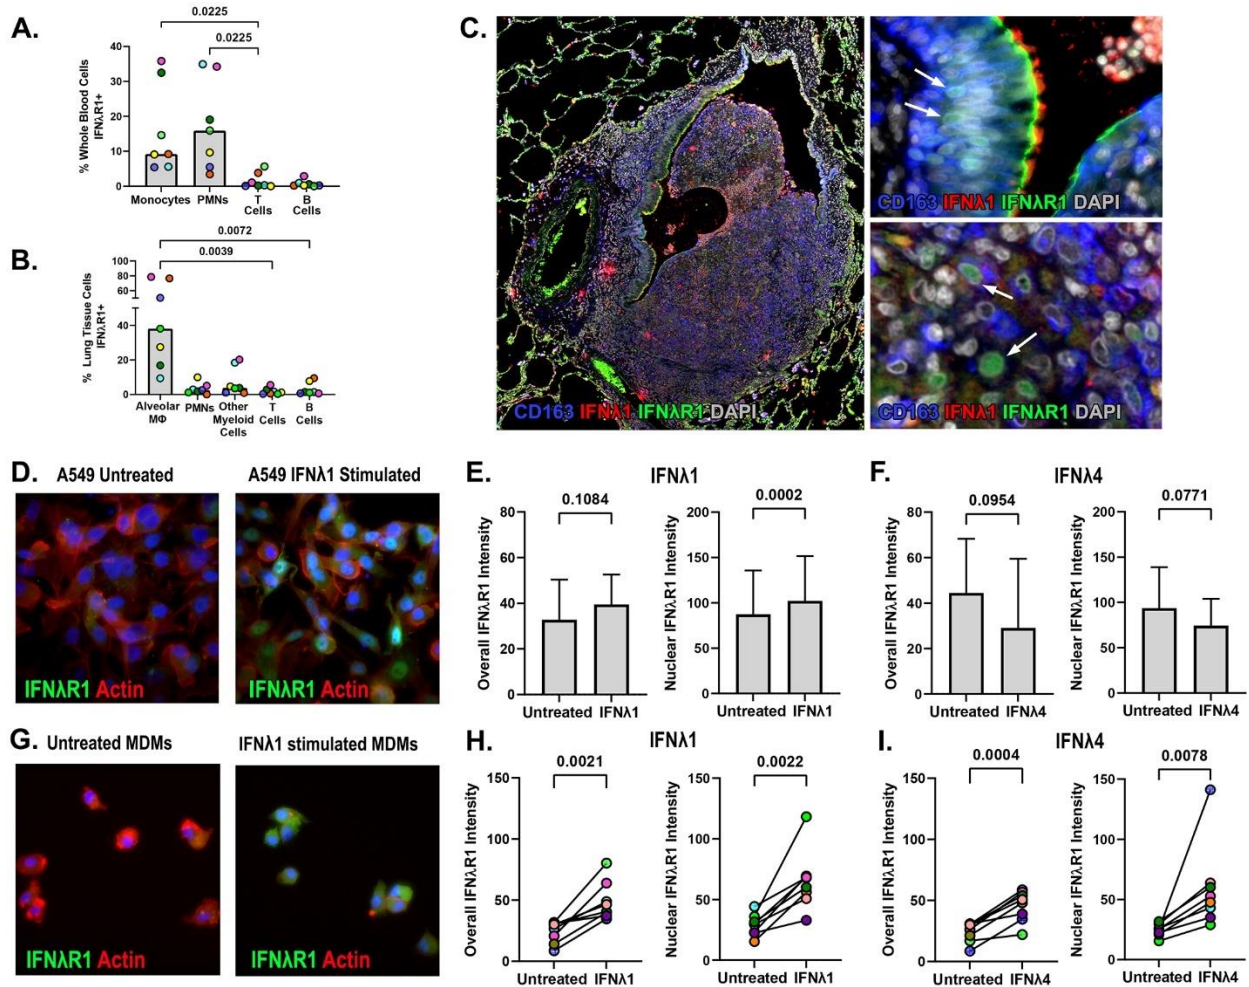 A.
0.0225
0.0225
% Whole Blood Cells
IFNλR1+
40
30
20
10
0
Monocytes PMNs T Cells B Cells
B.
0.0072
0.0039
% Lung Tissue Cells
IFNλR1+
100
80
60
40
20
0
Alveolar MΦ PMNs Other Myeloid Cells T Cells B Cells
C.
CD163 IFNλ1 IFNλR1 DAPI
CD163 IFNλ1 IFNλR1 DAPI
CD163 IFNλ1 IFNλR1 DAPI
D.
A549 Untreated
A549 IFNλ1 Stimulated
IFNλR1 Actin
IFNλR1 Actin
E.
IFNλ1
0.1084
Overall IFNλR1 Intensity
80
60
40
20
0
Untreated IFNλ1
0.0002
Nuclear IFNλR1 Intensity
200
150
100
50
0
Untreated IFNλ1
F.
IFNλ4
0.0954
Overall IFNλR1 Intensity
80
60
40
20
0
Untreated IFNλ4
0.0771
Nuclear IFNλR1 Intensity
200
150
100
50
0
Untreated IFNλ4
G.
Untreated MDMs
IFNλ1 stimulated MDMs
IFNλR1 Actin
IFNλR1 Actin
H.
IFNλ1
0.0021
Overall IFNλR1 Intensity
150
100
50
0
Untreated IFNλ1
0.0022
Nuclear IFNλR1 Intensity
150
100
50
0
Untreated IFNλ1
I.
IFNλ4
0.0004
Overall IFNλR1 Intensity
150
100
50
0
Untreated IFNλ4
0.0078
Nuclear IFNλR1 Intensity
150
100
50
0
Untreated IFNλ4